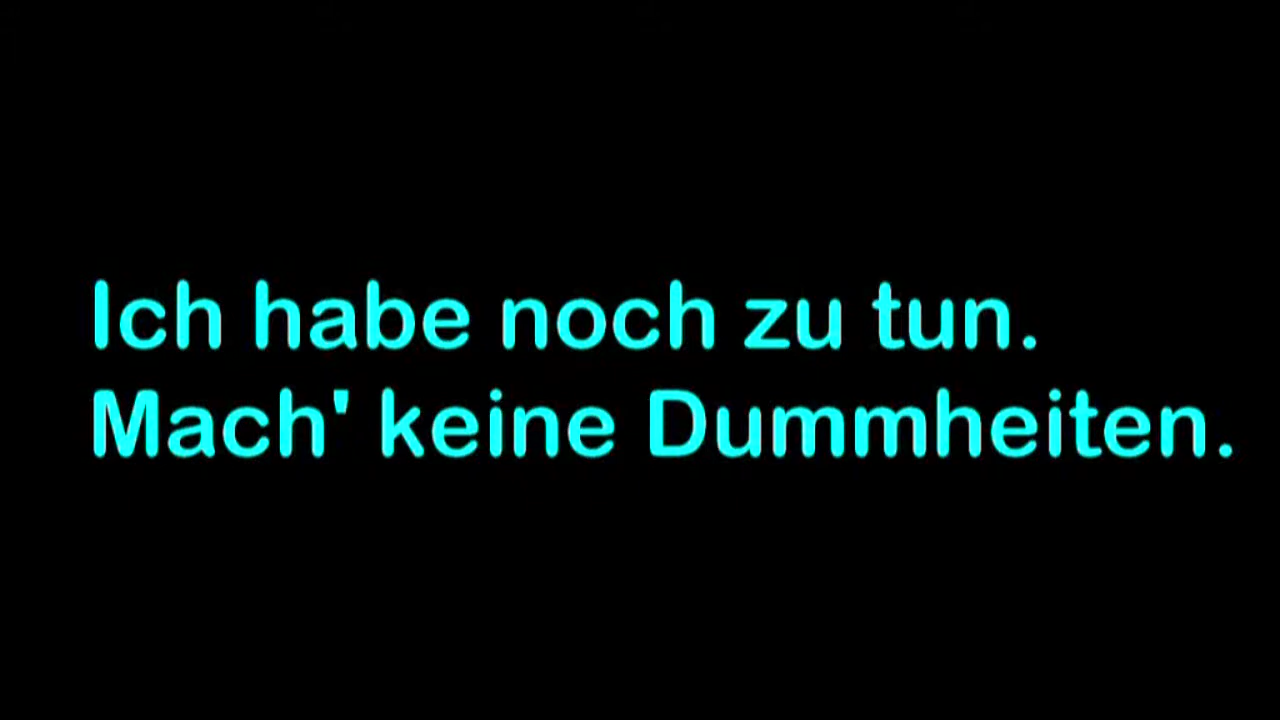 Ich habe noch zu tun.
Mach' keine Dummheiten.